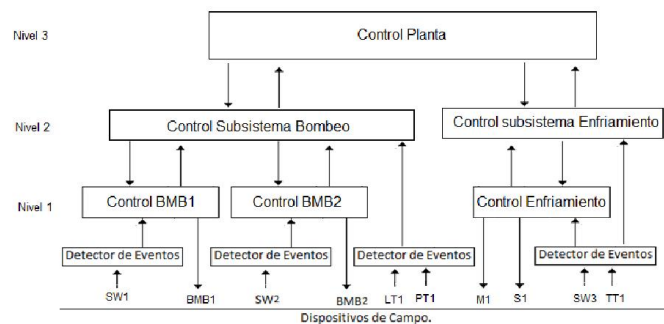 Nivel 3
Control Planta
Nivel 2
Control Subsistema Bombeo
Control subsistema Enfriamiento
Nivel 1
Control BMB1
Control BMB2
Control Enfriamiento
Detector de Eventos
Detector de Eventos
Detector de Eventos
Detector de Eventos
SW1
BMB1
SW2
BMB2
LT1
PT1
M1
S1
SW3
TT1
Dispositivos de Campo.